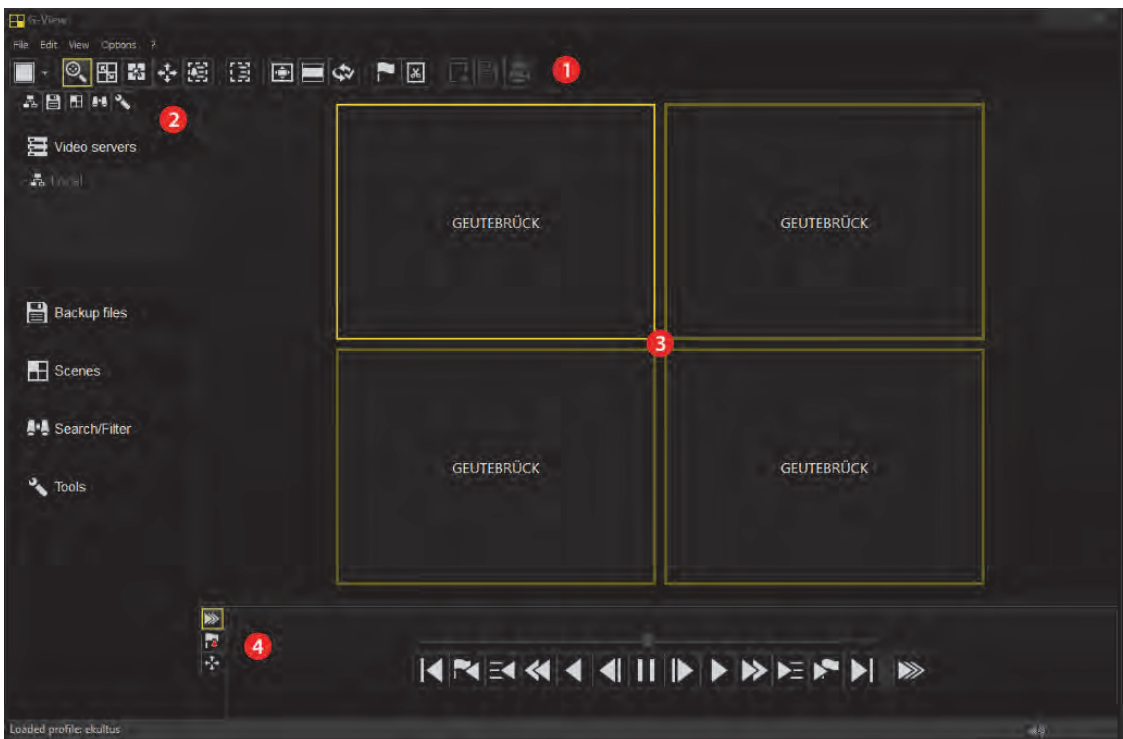 G-View
File Edit View Options ?
1
2
Video servers
Local
GEUTEBRÜCK GEUTEBRÜCK
Backup files
3
Scenes
Search/Filter
GEUTEBRÜCK GEUTEBRÜCK
Tools
4
Loaded profile: ekultus